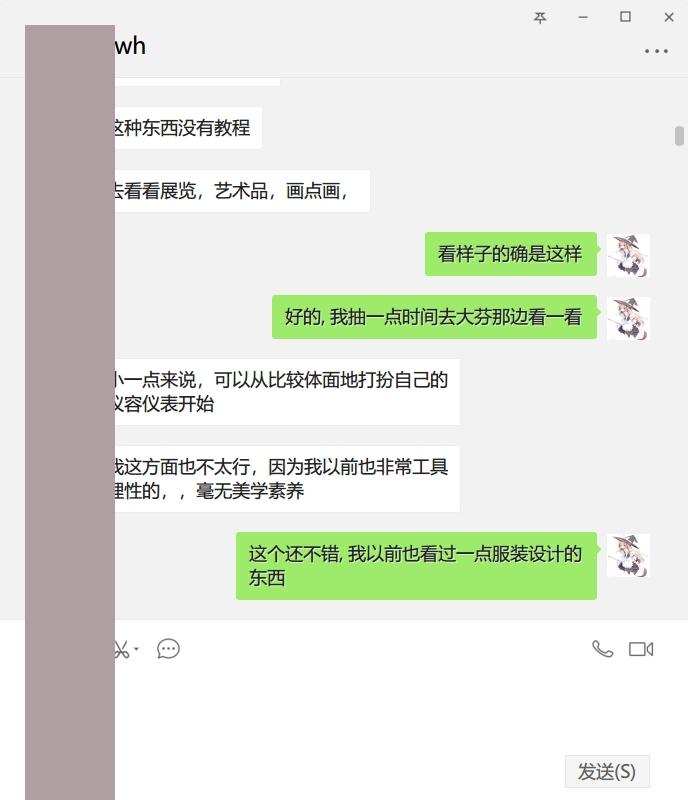 wh
这种东西没有教程
去看看展览，艺术品，画点画，
看样子的确是这样
好的, 我抽一点时间去大芬那边看一看
小一点来说，可以从比较体面地打扮自己的
仪容仪表开始
我这方面也不太行，因为我以前也非常工具
理性的，，毫无美学素养
这个还不错, 我以前也看过一点服装设计的
东西
发送(S)